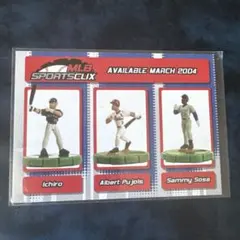 MLB
SPORTSCLIX
AVAILABLE MARCH 2004
Ichiro
Albert Pujols
Sammy Sosa